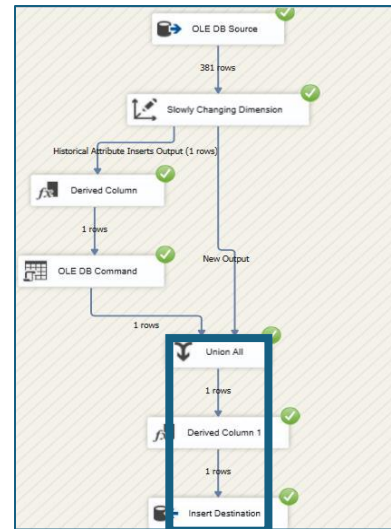 OLE DB Source
381 rows
Slowly Changing Dimension
Historical Attribute Inserts Output (1 rows)
Derived Column
1 rows
New Output
OLE DB Command
1 rows
Union All
1 rows
Derived Column 1
1 rows
Insert Destination